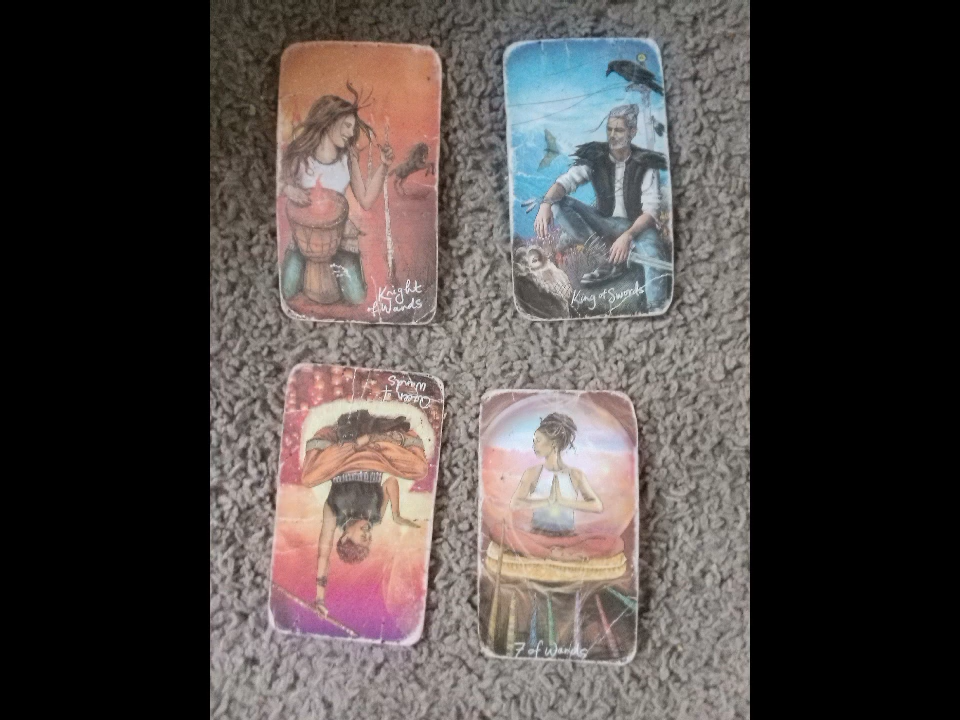 Knight
of Wands
King of Swords
Queen of
Wands
7 of Wands